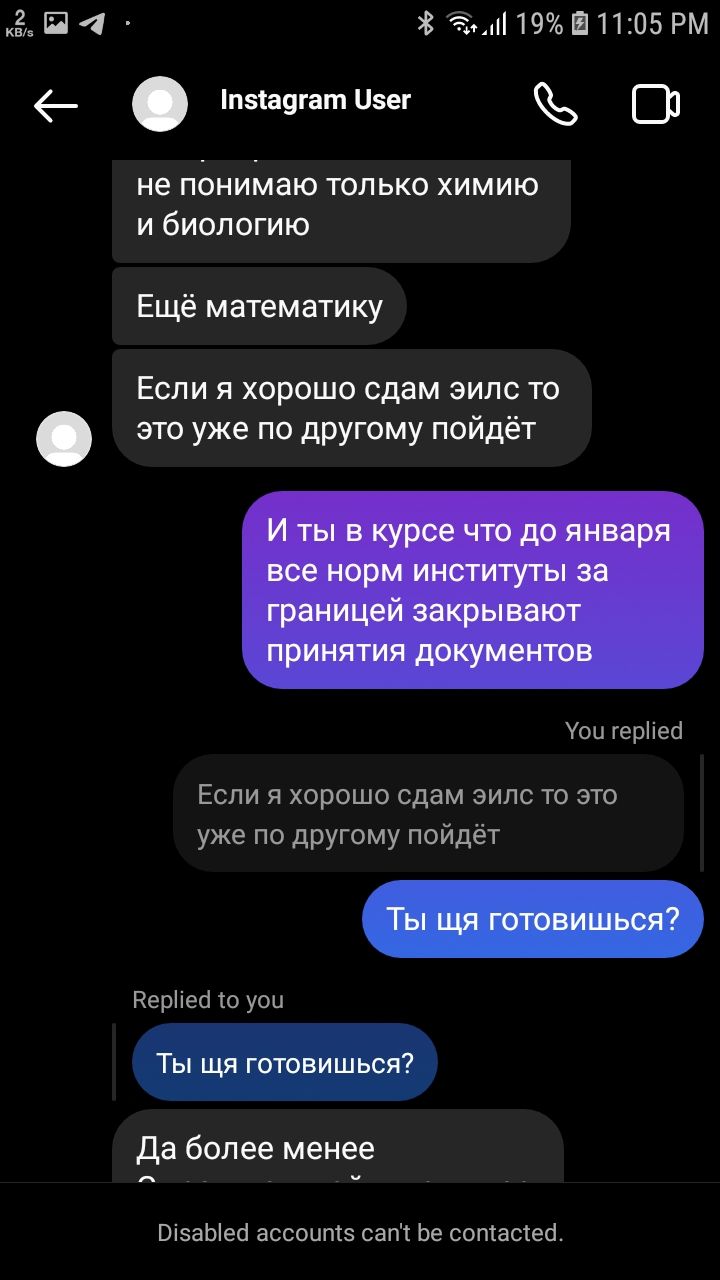 2
KB/s
19% 11:05 PM
Instagram User
не понимаю только химию
и биологию
Ещё математику
Если я хорошо сдам эилс то
это уже по другому пойдёт
И ты в курсе что до января
все норм институты за
границей закрывают
принятия документов
You replied
Если я хорошо сдам эилс то это
уже по другому пойдёт
Ты щя готовишься?
Replied to you
Ты щя готовишься?
Да более менее
Disabled accounts can't be contacted.